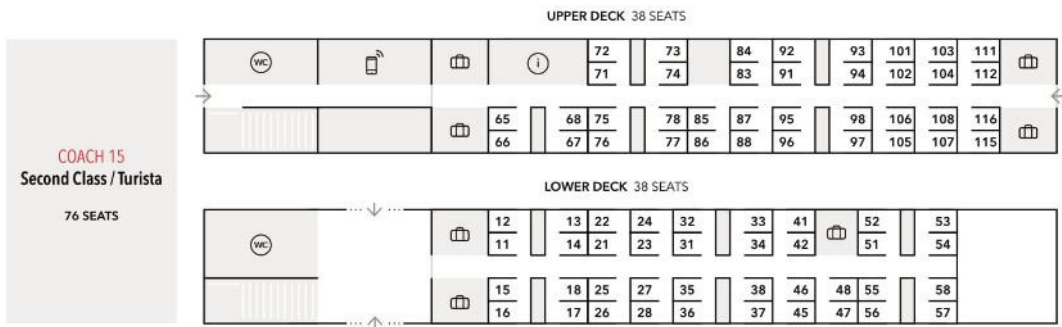 UPPER DECK 38 SEATS
WC i 72 73 84 92 93 101 103 111
71 74 83 91 94 102 104 112
65 68 75 78 85 87 95 98 106 108 116
66 67 76 77 86 88 96 97 105 107 115
COACH 15
Second Class / Turista
76 SEATS
LOWER DECK 38 SEATS
12 13 22 24 32 33 41 52 53
WC 11 14 21 23 31 34 42 51 54
15 18 25 27 35 38 46 48 55 58
16 17 26 28 36 37 45 47 56 57